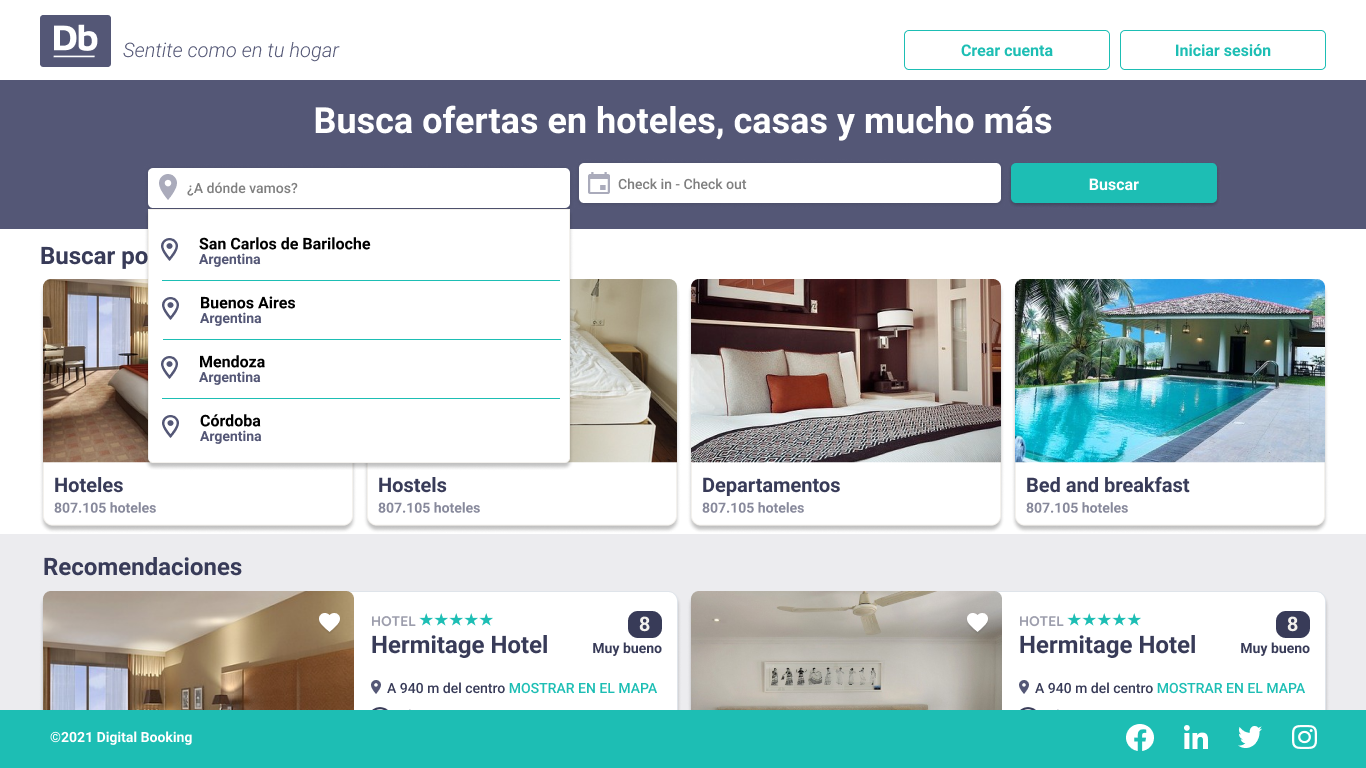 Db
Sentite como en tu hogar
Crear cuenta
Iniciar sesión
Busca ofertas en hoteles, casas y mucho más
¿A dónde vamos?
Check in - Check out
Buscar
San Carlos de Bariloche
Argentina
Buenos Aires
Argentina
Mendoza
Argentina
Córdoba
Argentina
Buscar po
Hoteles
807.105 hoteles
Hostels
807.105 hoteles
Departamentos
807.105 hoteles
Bed and breakfast
807.105 hoteles
Recomendaciones
HOTEL
8
Hermitage Hotel
Muy bueno
A 940 m del centro MOSTRAR EN EL MAPA
HOTEL
8
Hermitage Hotel
Muy bueno
A 940 m del centro MOSTRAR EN EL MAPA
©2021 Digital Booking